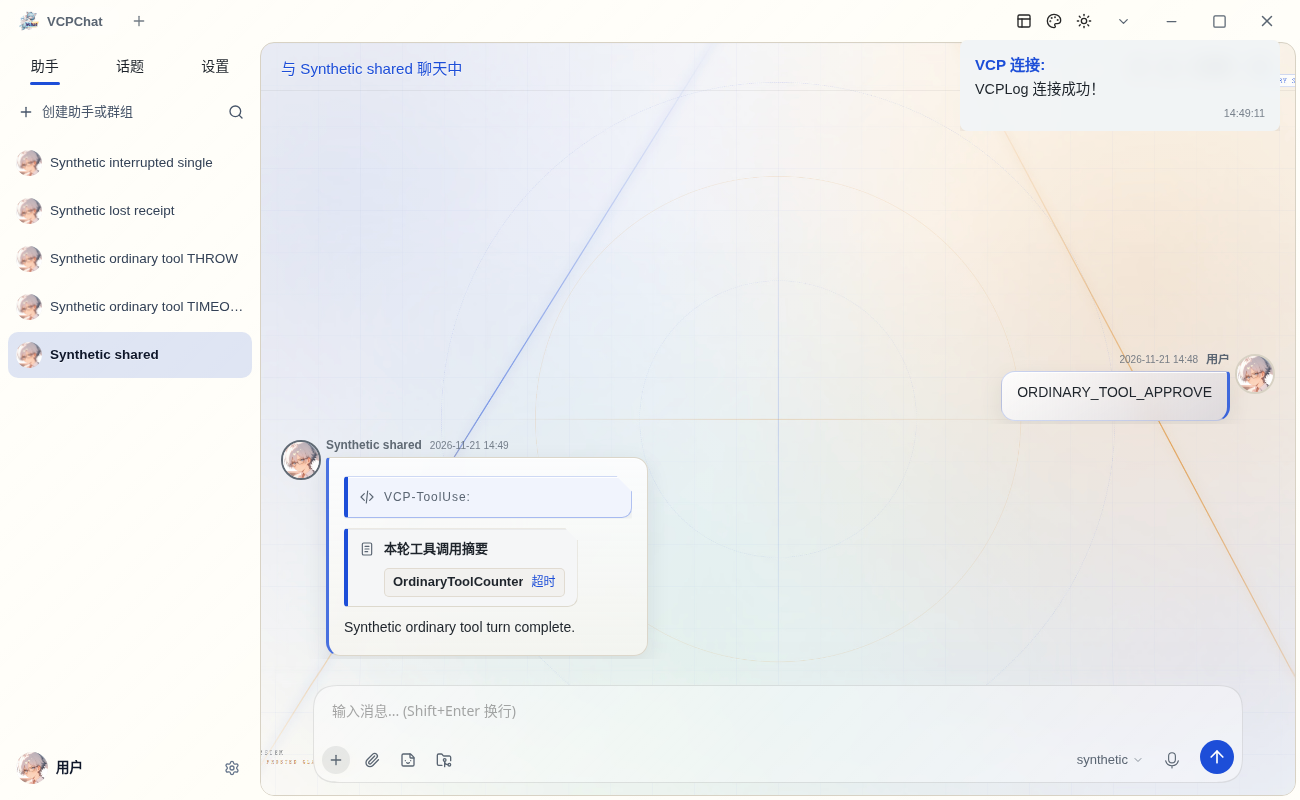 VCPChat
助手
话题
设置
创建助手或群组
Synthetic interrupted single
Synthetic lost receipt
Synthetic ordinary tool THROW
Synthetic ordinary tool TIMEO…
Synthetic shared
用户
与 Synthetic shared 聊天中
VCP 连接:
VCPLog 连接成功!
14:49:11
2026-11-21 14:48 用户
ORDINARY_TOOL_APPROVE
Synthetic shared 2026-11-21 14:49
VCP-ToolUse:
本轮工具调用摘要
OrdinaryToolCounter 超时
Synthetic ordinary tool turn complete.
输入消息... (Shift+Enter 换行)
synthetic